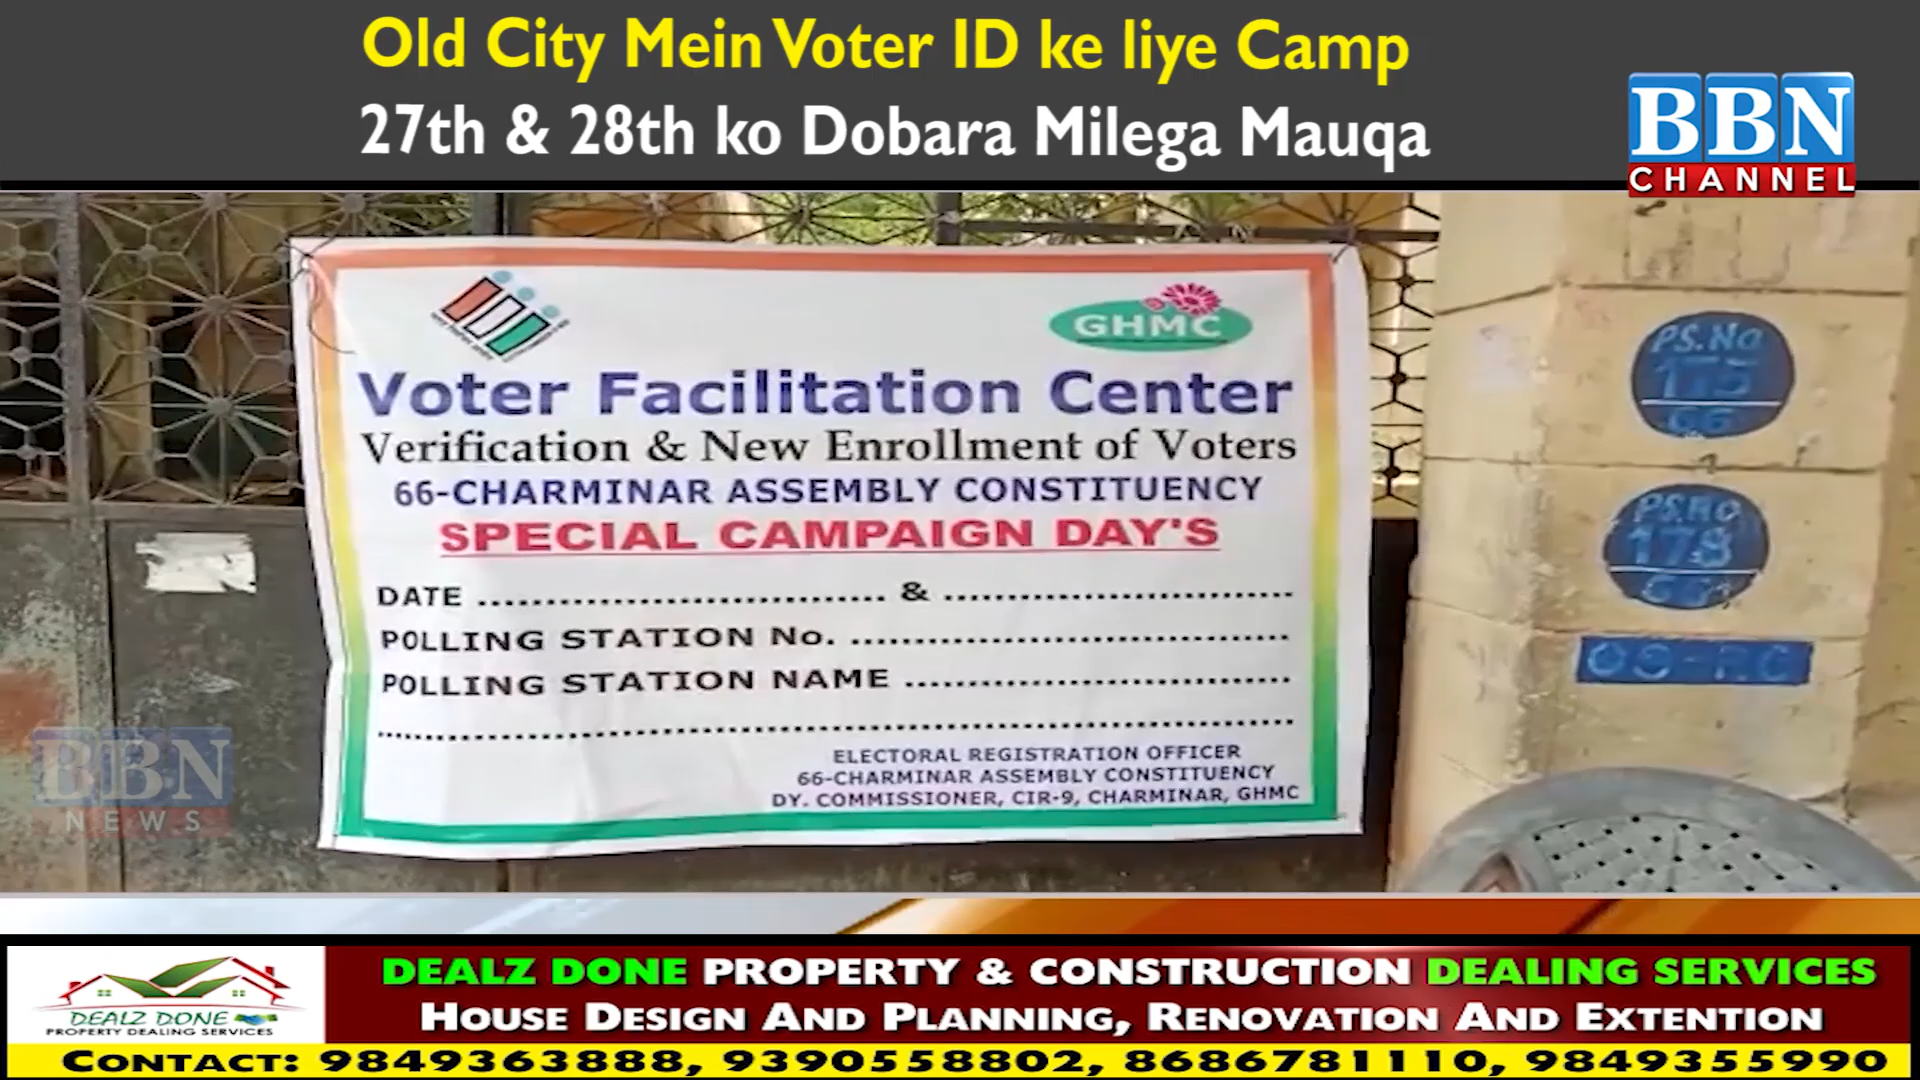 Old City Mein Voter ID ke liye Camp
27th & 28th ko Dobara Milega Mauqa
BBN
CHANNEL
GHMC
Voter Facilitation Center
Verification & New Enrollment of Voters
66-CHARMINAR ASSEMBLY CONSTITUENCY
SPECIAL CAMPAIGN DAY'S
DATE ................................ & ............................
POLLING STATION No. ...................................
POLLING STATION NAME ...............................
........................................................................
ELECTORAL REGISTRATION OFFICER
66-CHARMINAR ASSEMBLY CONSTITUENCY
DY. COMMISSIONER, CIR-9, CHARMINAR, GHMC
PS.No
PS.No
178
BBN
NEWS
DEALZ DONE
PROPERTY DEALING SERVICES
DEALZ DONE PROPERTY & CONSTRUCTION DEALING SERVICES
HOUSE DESIGN AND PLANNING, RENOVATION AND EXTENTION
CONTACT: 9849363888, 9390558802, 8686781110, 9849355990